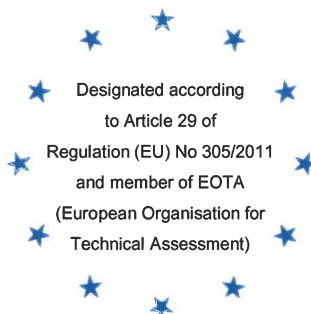 Designated according
to Article 29 of
Regulation (EU) No 305/2011
and member of EOTA
(European Organisation for
Technical Assessment)